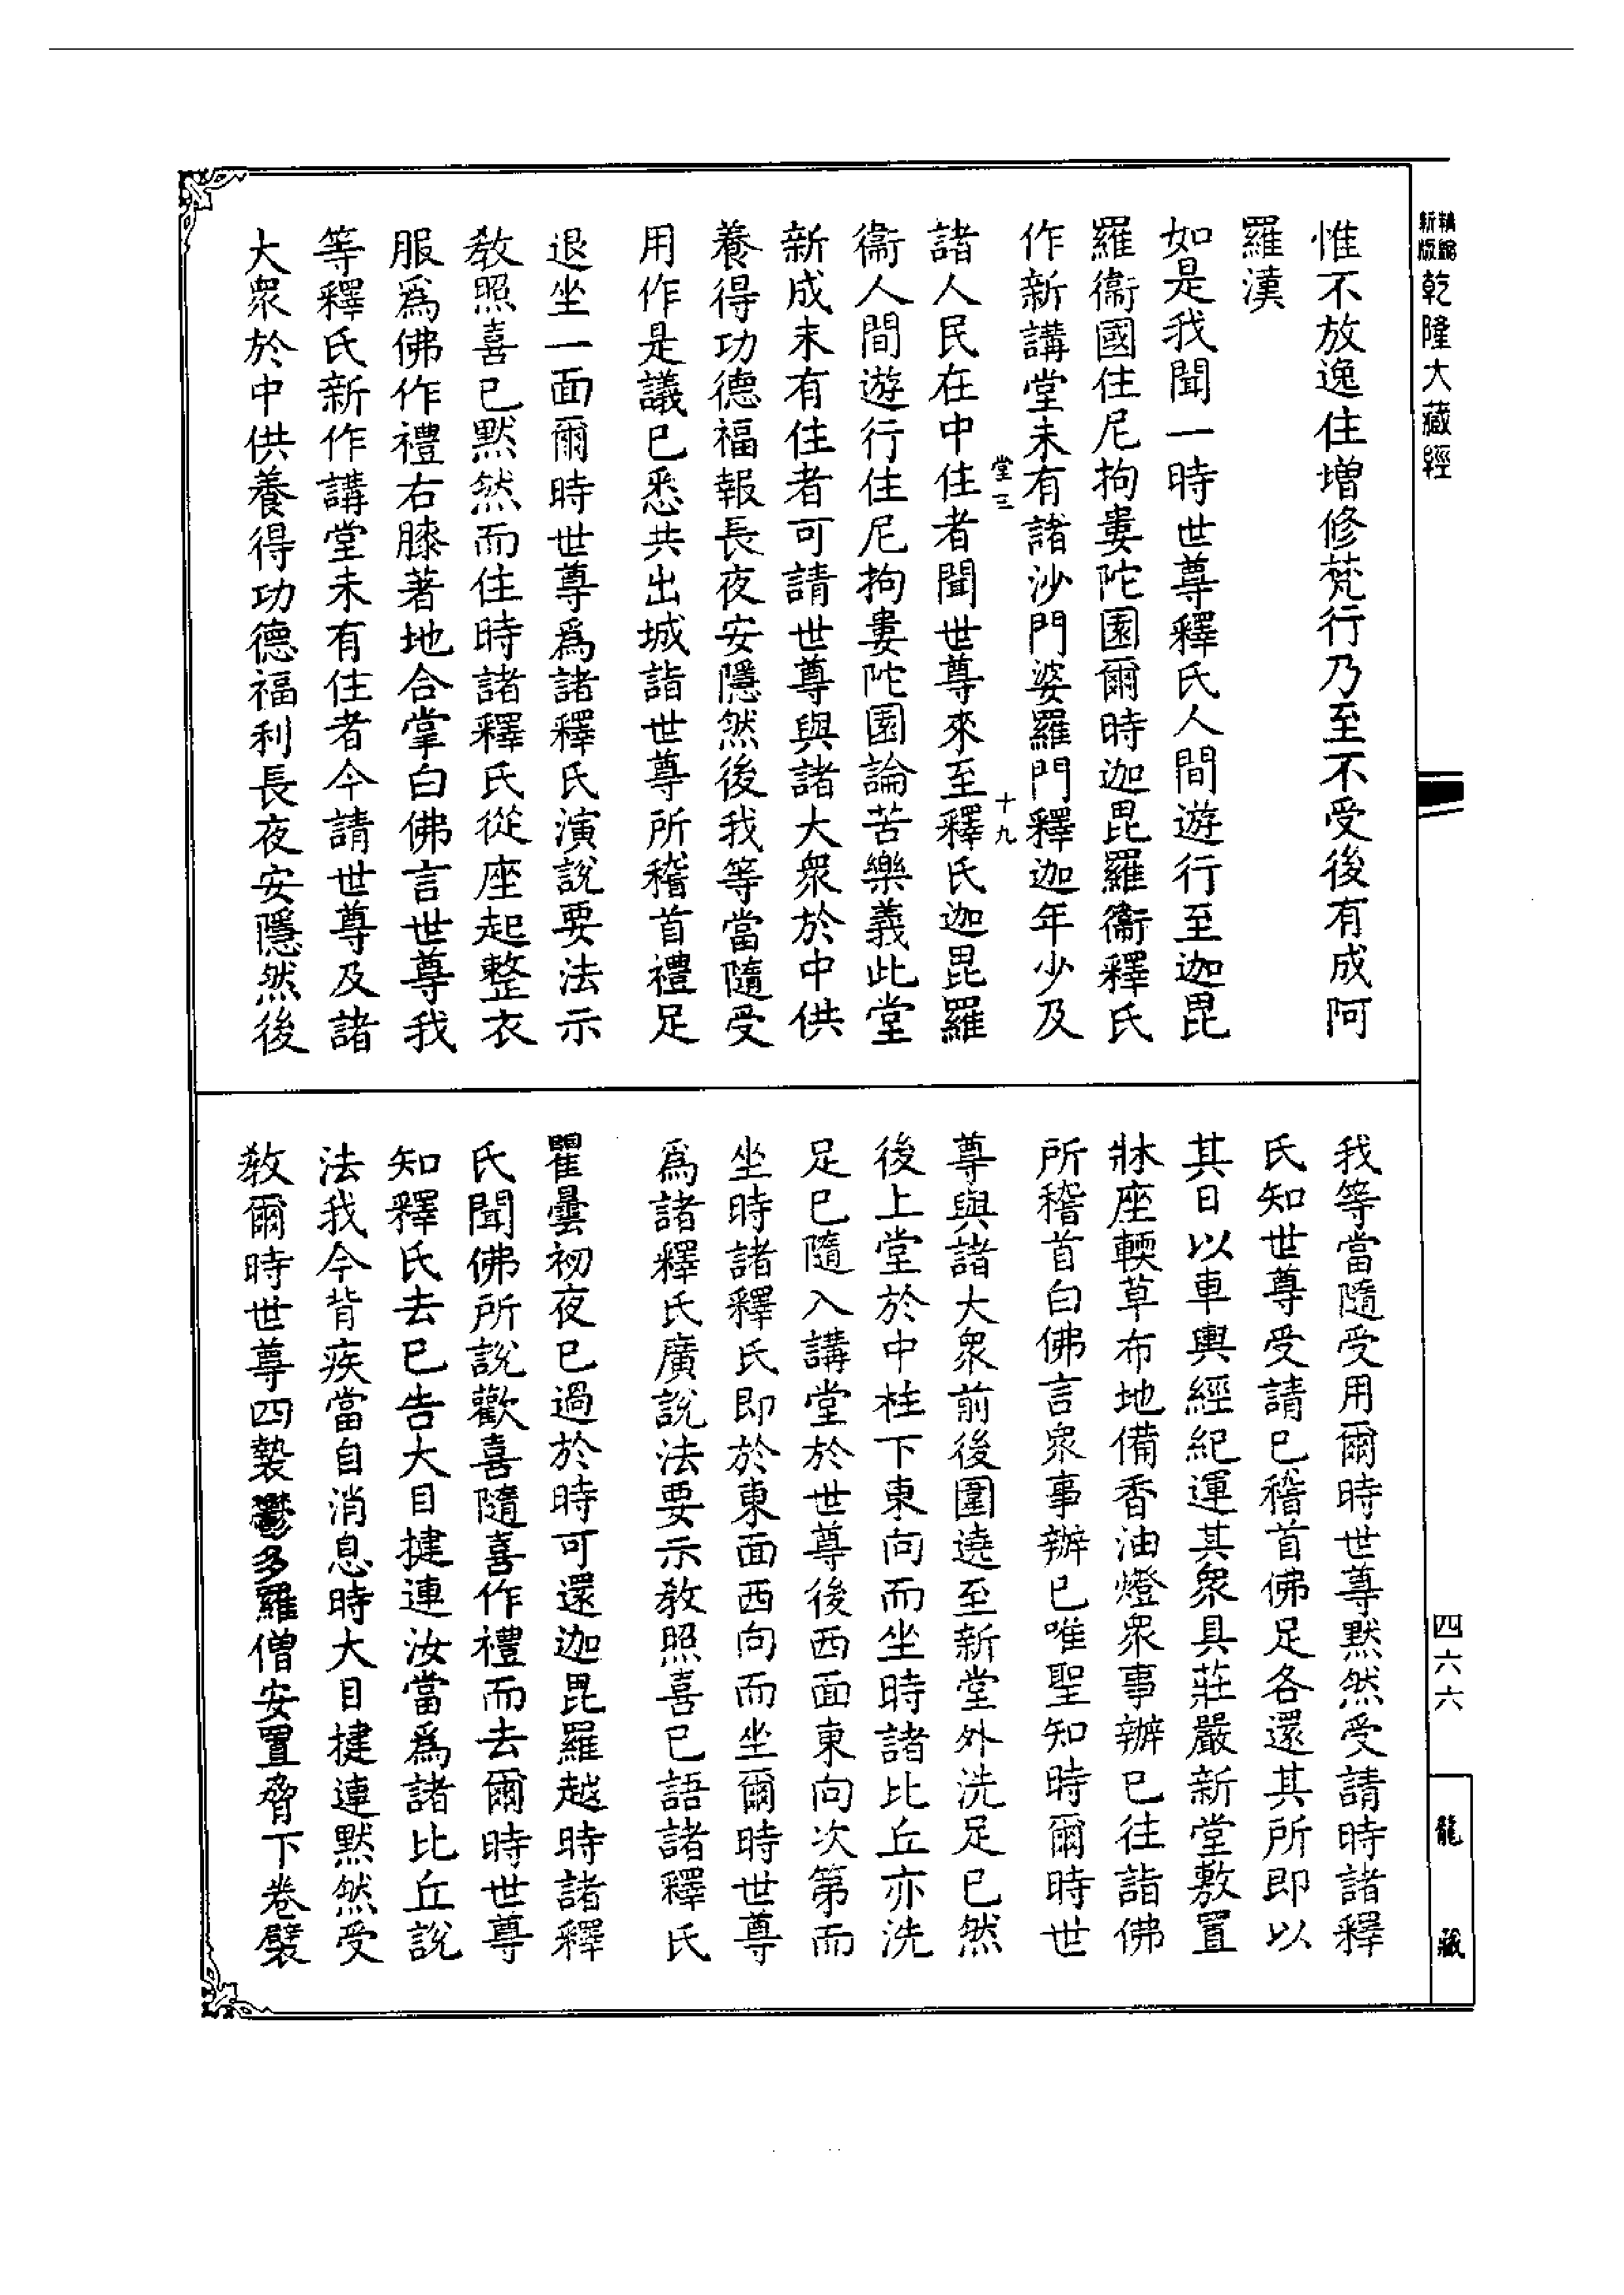 新版
乾隆大藏經
惟不放逸住增修梵行乃至不受後有成阿
羅漢
如是我聞一時世尊釋氏人間遊行至迦毘
羅衞國住尼拘婁陀園爾時迦毘羅衞釋氏
作新講堂未有諸沙門婆羅門釋迦年少及
堂三
十九
諸人民在中住者聞世尊來至釋氏迦毘羅
衞人間遊行住尼拘婁陀園論苦樂義此堂
新成未有住者可請世尊與諸大衆於中供
養得功德福報長夜安隱然後我等當隨受
用作是議已悉共出城詣世尊所稽首禮足
退坐一面爾時世尊爲諸釋氏演說要法示
教照喜已默然而住時諸釋氏從座起整衣
服爲佛作禮右膝著地合掌白佛言世尊我
等釋氏新作講堂未有住者今請世尊及諸
大衆於中供養得功德福利長夜安隱然後
我等當隨受用爾時世尊默然受請時諸釋
氏知世尊受請已稽首佛足各還其所即以
其日以車輿經紀運其衆具莊嚴新堂敷置
牀座輭草布地備香油燈衆事辦已往詣佛
所稽首白佛言衆事辦已唯聖知時爾時世
尊與諸大衆前後圍遶至新堂外洗足已然
後上堂於中柱下東向而坐時諸比丘亦洗
足已隨入講堂於世尊後西面東向次第而
坐時諸釋氏即於東面西向而坐爾時世尊
爲諸釋氏廣說法要示教照喜已語諸釋氏
瞿曇初夜已過於時可還迦毘羅越時諸釋
氏聞佛所說歡喜隨喜作禮而去爾時世尊
知釋氏去已告大目揵連汝當爲諸比丘說
法我今背疾當自消息時大目揵連默然受
教爾時世尊四褺鬱多羅僧安置脅下卷襞
四六六
龍藏